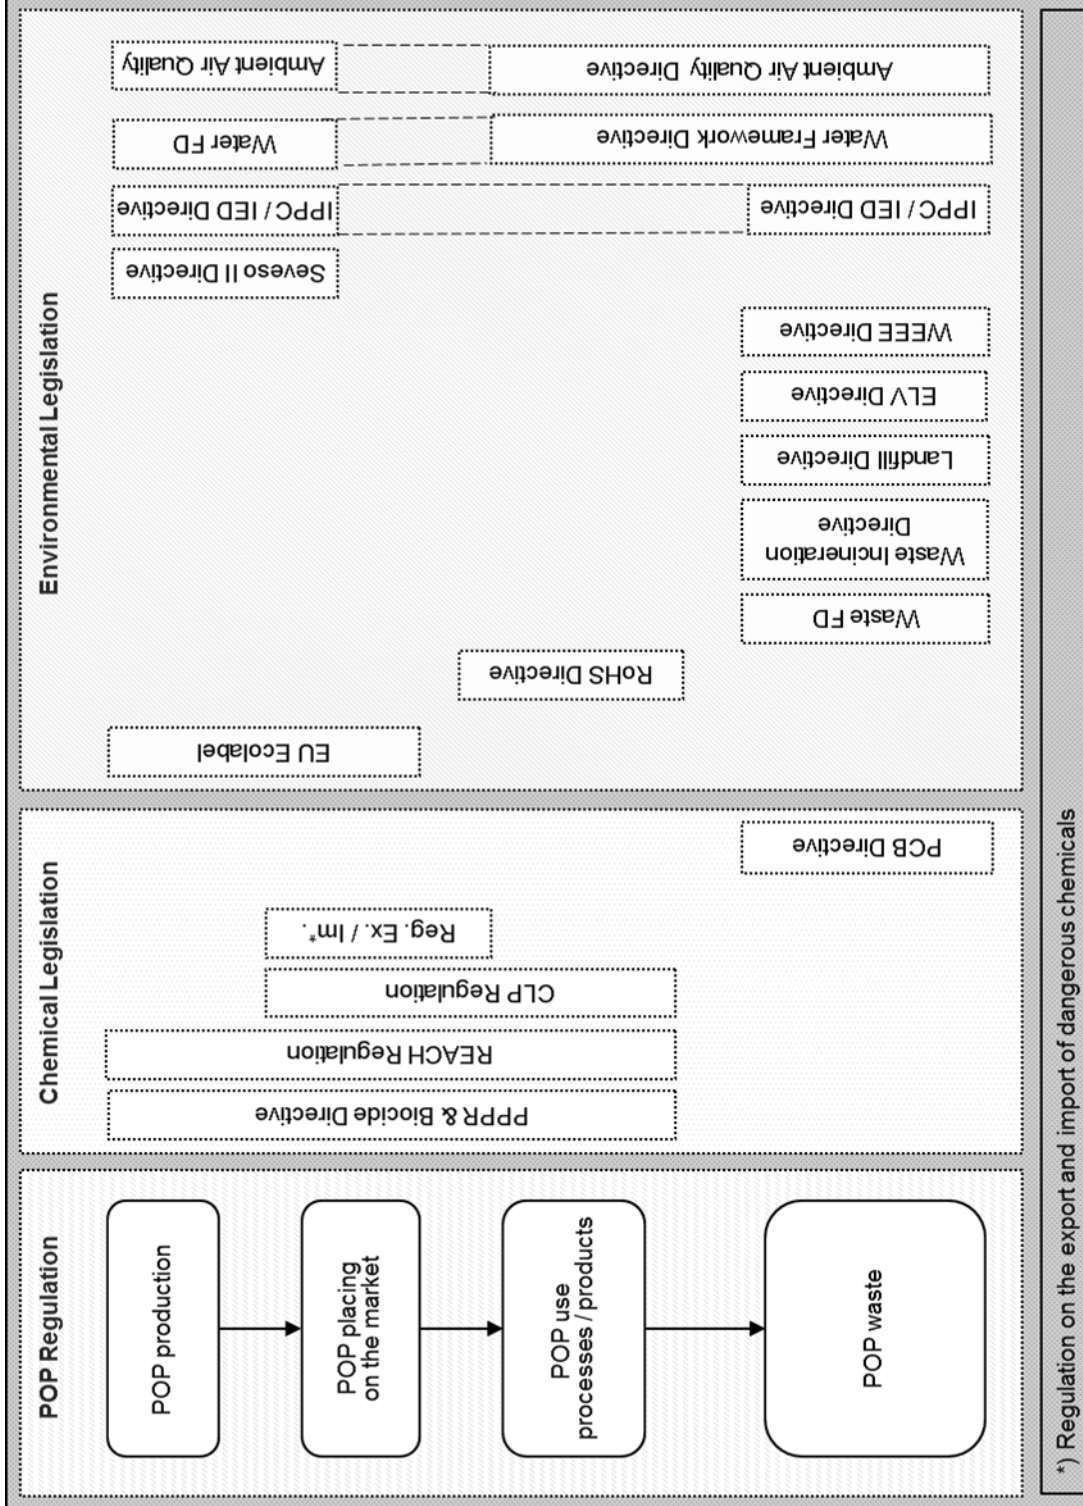 POP Regulation
POP production
POP placing
on the market
POP use
processes / products
POP waste
Chemical Legislation
PPPR & Biocide Directive
REACH Regulation
CLP Regulation
Reg. Ex. / Im*.
PCB Directive
Environmental Legislation
EU Ecolabel
RoHS Directive
Waste FD
Waste Incineration
Directive
Landfill Directive
ELV Directive
WEEE Directive
Seveso II Directive
IPPC / IED Directive
IPPC / IED Directive
Water FD
Water Framework Directive
Ambient Air Quality
Ambient Air Quality Directive
*) Regulation on the export and import of dangerous chemicals